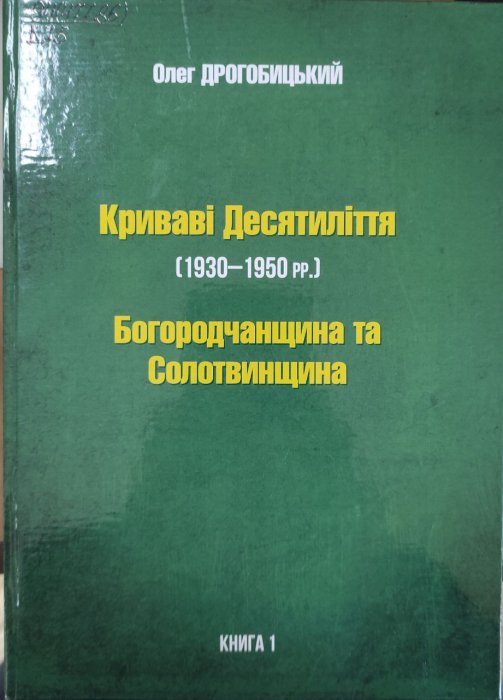 Олег ДРОГОБИЦЬКИЙ
Криваві Десятиліття
(1930–1950 РР.)
Богородчанщина та
Солотвинщина
КНИГА 1